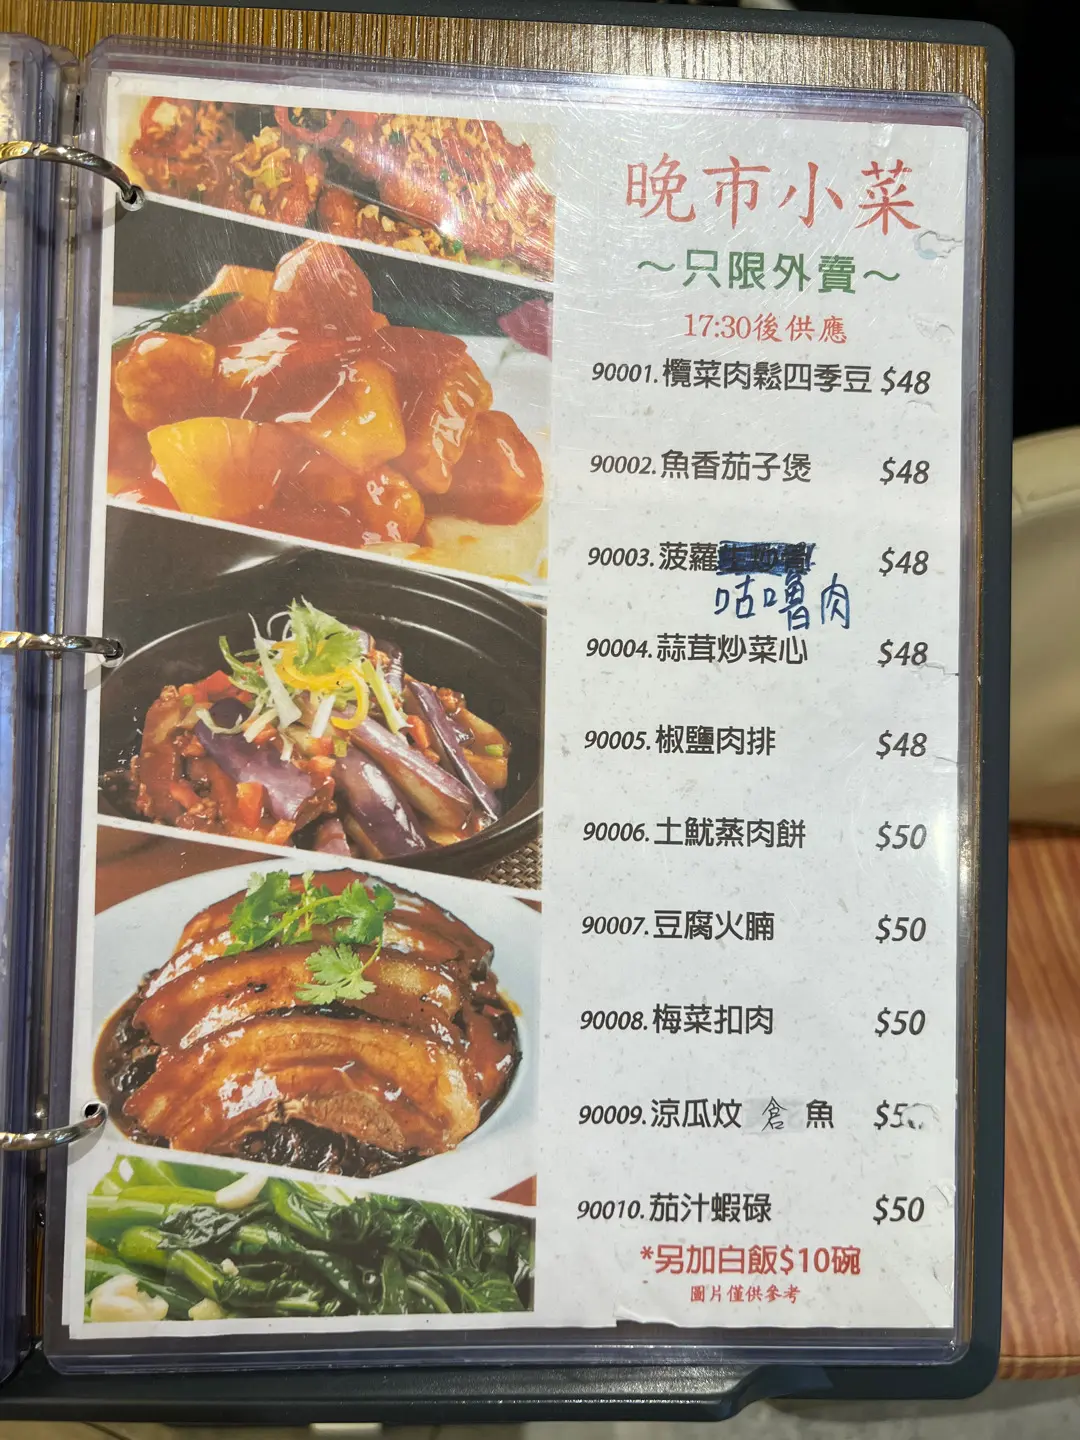 晚市小菜
～只限外賣～
17:30後供應
90001.欖菜肉鬆四季豆 $48
90002.魚香茄子煲 $48
90003.菠蘿 $48
咕嚕肉
90004.蒜茸炒菜心 $48
90005.椒鹽肉排 $48
90006.土魷蒸肉餅 $50
90007.豆腐火腩 $50
90008.梅菜扣肉 $50
90009.涼瓜炆倉魚
90010.茄汁蝦碌 $50
*另加白飯$10碗
圖片僅供參考